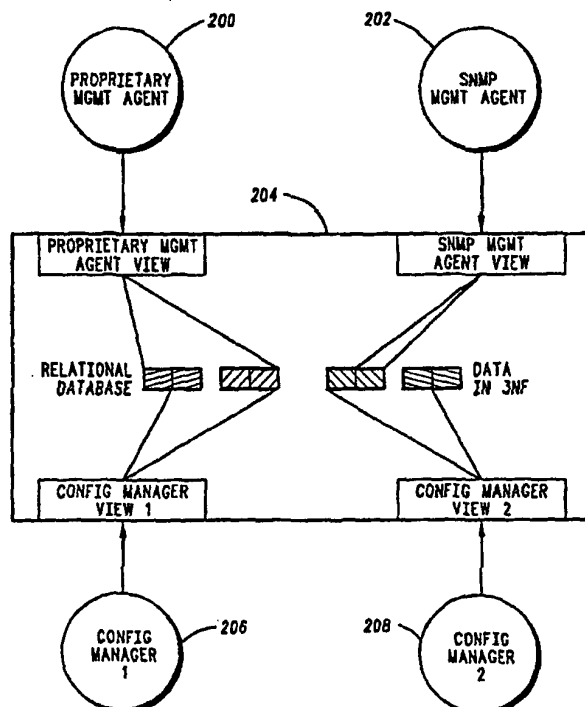 200
202
PROPRIETARY
MGMT AGENT
SNMP
MGMT AGENT
204
PROPRIETARY MGMT
AGENT VIEW
SNMP MGMT
AGENT VIEW
RELATIONAL
DATABASE
DATA
IN 3NF
CONFIG MANAGER
VIEW 1
CONFIG MANAGER
VIEW 2
CONFIG
MANAGER
1
206
208
CONFIG
MANAGER
2